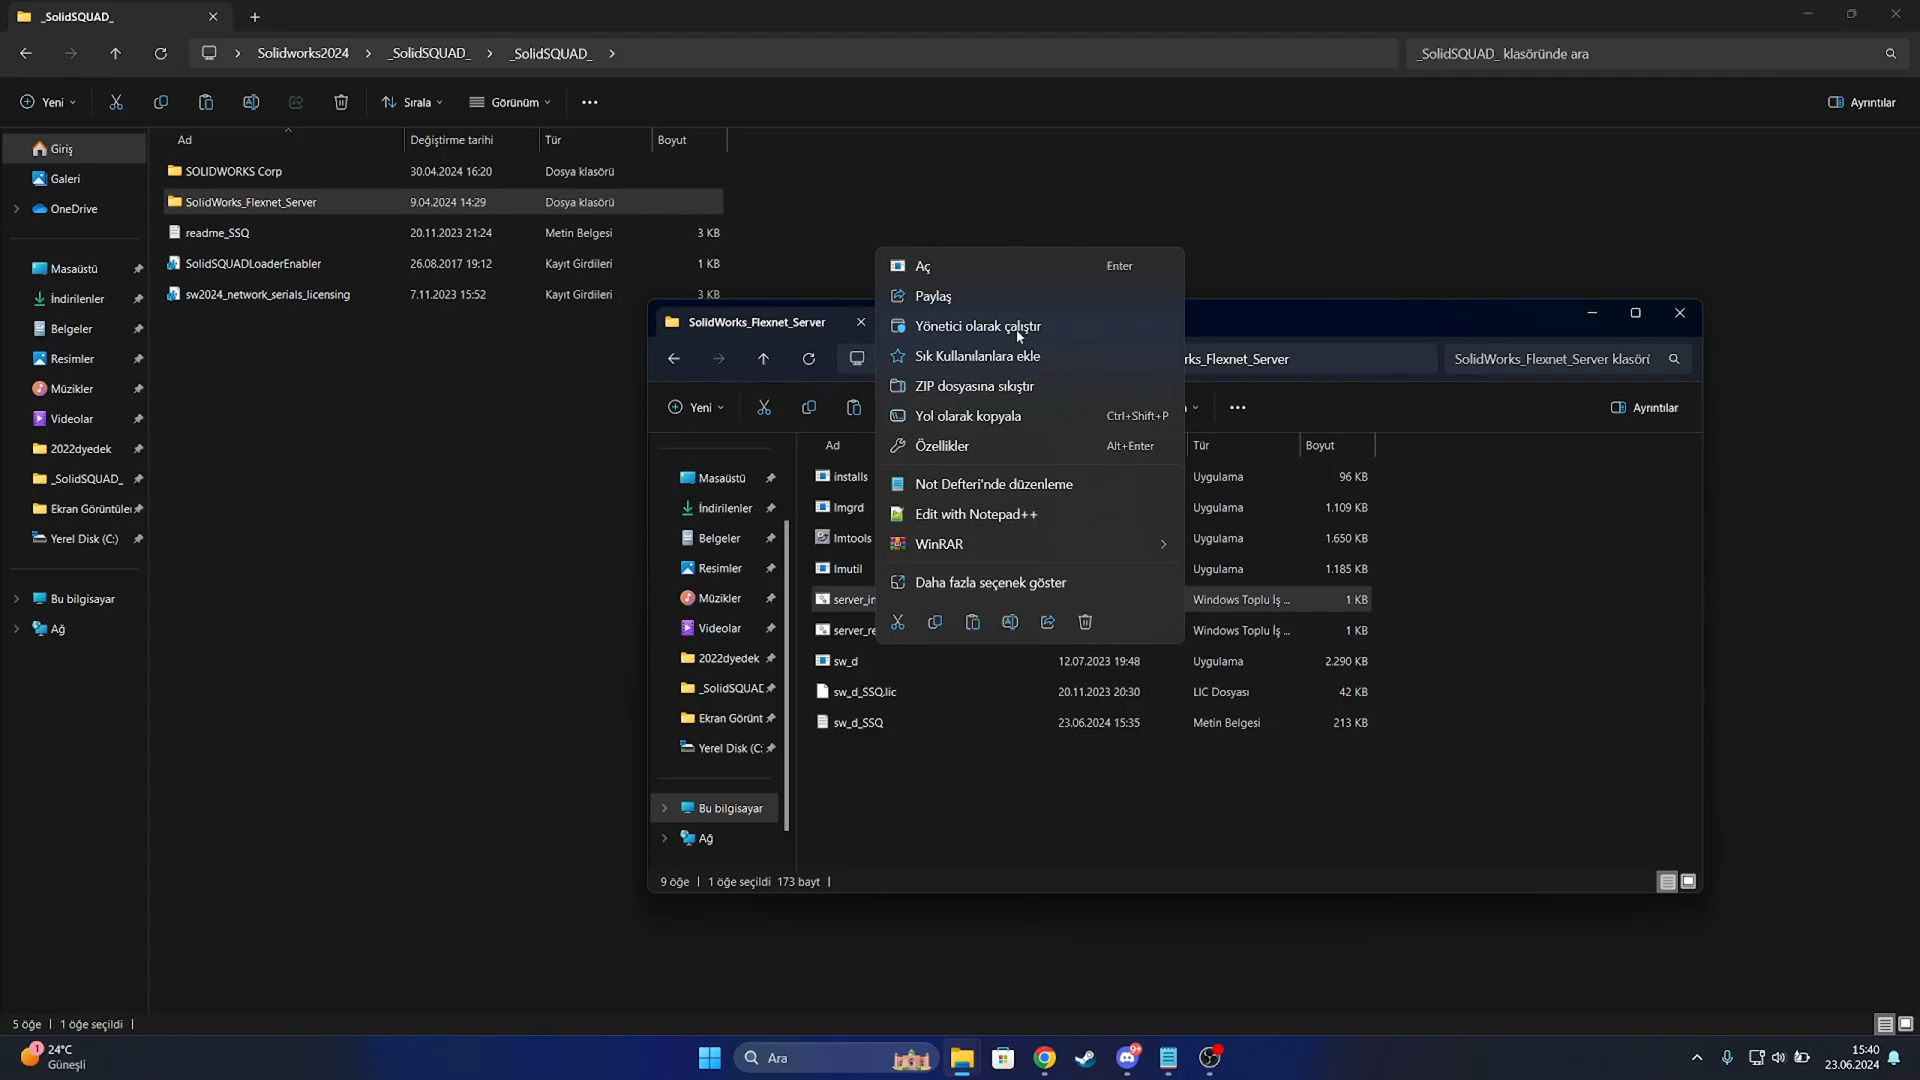 _SolidSQUAD_
Solidworks2024 > _SolidSQUAD_ > _SolidSQUAD_ >
_SolidSQUAD_ klasöründe ara
Yeni
Sırala
Görünüm
Ayrıntılar
Ad
Değiştirme tarihi
Tür
Boyut
Giriş
Galeri
OneDrive
Masaüstü
İndirilenler
Belgeler
Resimler
Müzikler
Videolar
2022dyedek
_SolidSQUAD_
Ekran Görüntüler
Yerel Disk (C:)
Bu bilgisayar
Ağ
SOLIDWORKS Corp 30.04.2024 16:20 Dosya klasörü
SolidWorks_Flexnet_Server 9.04.2024 14:29 Dosya klasörü
readme_SSQ 20.11.2023 21:24 Metin Belgesi 3 KB
SolidSQUADLoaderEnabler 26.08.2017 19:12 Kayıt Girdileri 1 KB
sw2024_network_serials_licensing 7.11.2023 15:52 Kayıt Girdileri 3 KB
SolidWorks_Flexnet_Server
ks_Flexnet_Server
SolidWorks_Flexnet_Server klasöri
Yeni
Ayrıntılar
Aç Enter
Paylaş
Yönetici olarak çalıştır
Sık Kullanılanlara ekle
ZIP dosyasına sıkıştır
Yol olarak kopyala Ctrl+Shift+P
Özellikler Alt+Enter
Not Defteri'nde düzenleme
Edit with Notepad++
WinRAR
Daha fazla seçenek göster
Ad
Tür
Boyut
Masaüstü
İndirilenler
Belgeler
Resimler
Müzikler
Videolar
2022dyedek
_SolidSQUAD
Ekran Görünt
Yerel Disk (C:
Bu bilgisayar
Ağ
installs Uygulama 96 KB
lmgrd Uygulama 1.109 KB
lmtools Uygulama 1.650 KB
lmutil Uygulama 1.185 KB
server_in Windows Toplu İş ... 1 KB
server_re Windows Toplu İş ... 1 KB
sw_d 12.07.2023 19:48 Uygulama 2.290 KB
sw_d_SSQ.lic 20.11.2023 20:30 LIC Dosyası 42 KB
sw_d_SSQ 23.06.2024 15:35 Metin Belgesi 213 KB
9 öğe | 1 öğe seçildi 173 bayt |
5 öğe | 1 öğe seçildi |
1
24°C
Güneşli
Ara
9+
15:40
23.06.2024